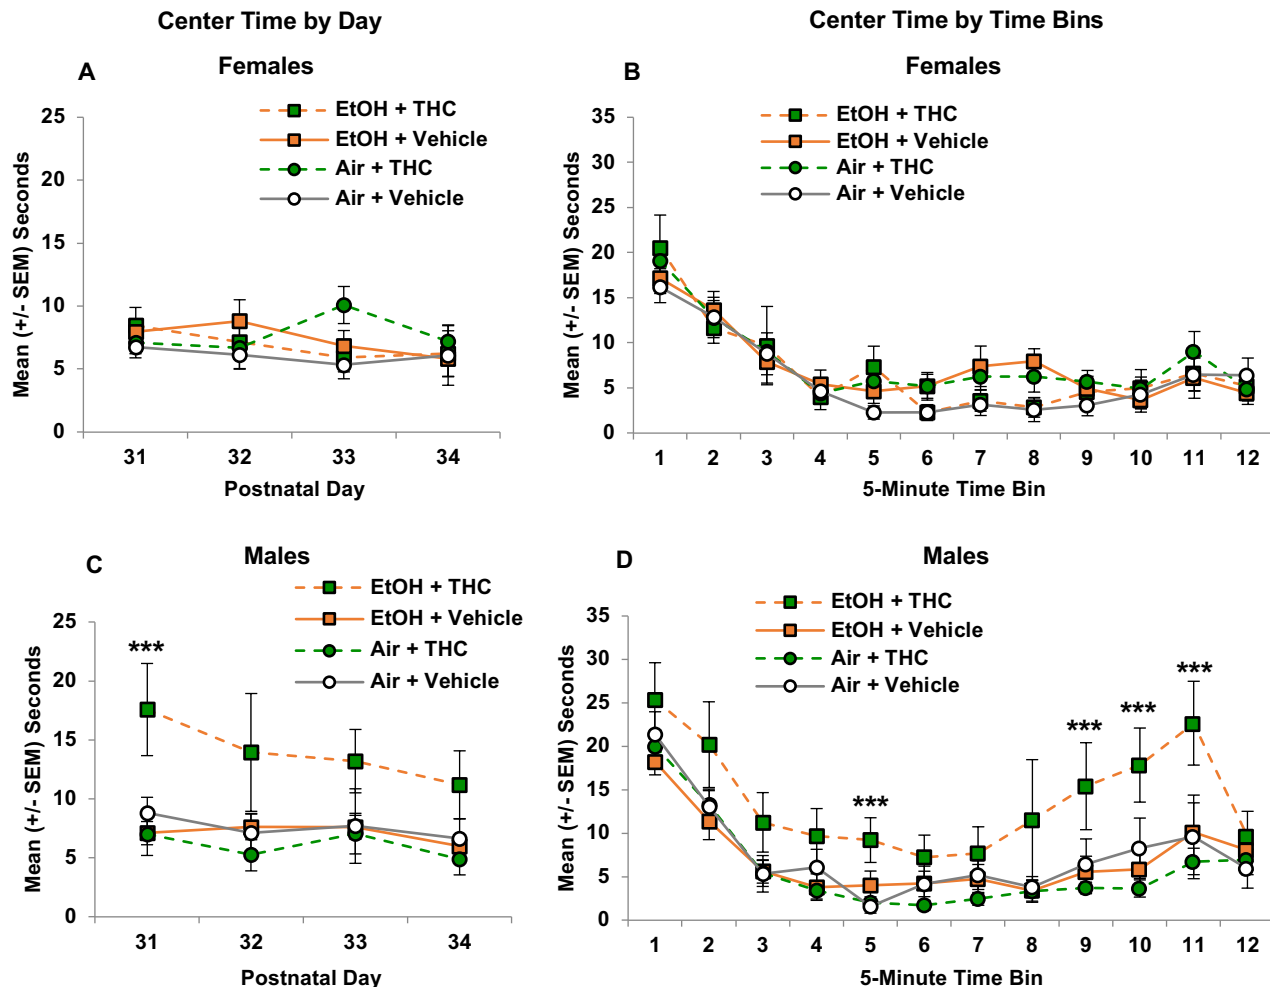 Center Time by Day
Center Time by Time Bins
A
Females
EtOH + THC
EtOH + Vehicle
Air + THC
Air + Vehicle
Mean (+/- SEM) Seconds
25
20
15
10
5
0
31 32 33 34
Postnatal Day
B
Females
EtOH + THC
EtOH + Vehicle
Air + THC
Air + Vehicle
Mean (+/- SEM) Seconds
35
30
25
20
15
10
5
0
1 2 3 4 5 6 7 8 9 10 11 12
5-Minute Time Bin
C
Males
EtOH + THC
EtOH + Vehicle
Air + THC
Air + Vehicle
Mean (+/- SEM) Seconds
25
20
15
10
5
0
***
31 32 33 34
Postnatal Day
D
Males
EtOH + THC
EtOH + Vehicle
Air + THC
Air + Vehicle
Mean (+/- SEM) Seconds
35
30
25
20
15
10
5
0
***
***
***
***
1 2 3 4 5 6 7 8 9 10 11 12
5-Minute Time Bin